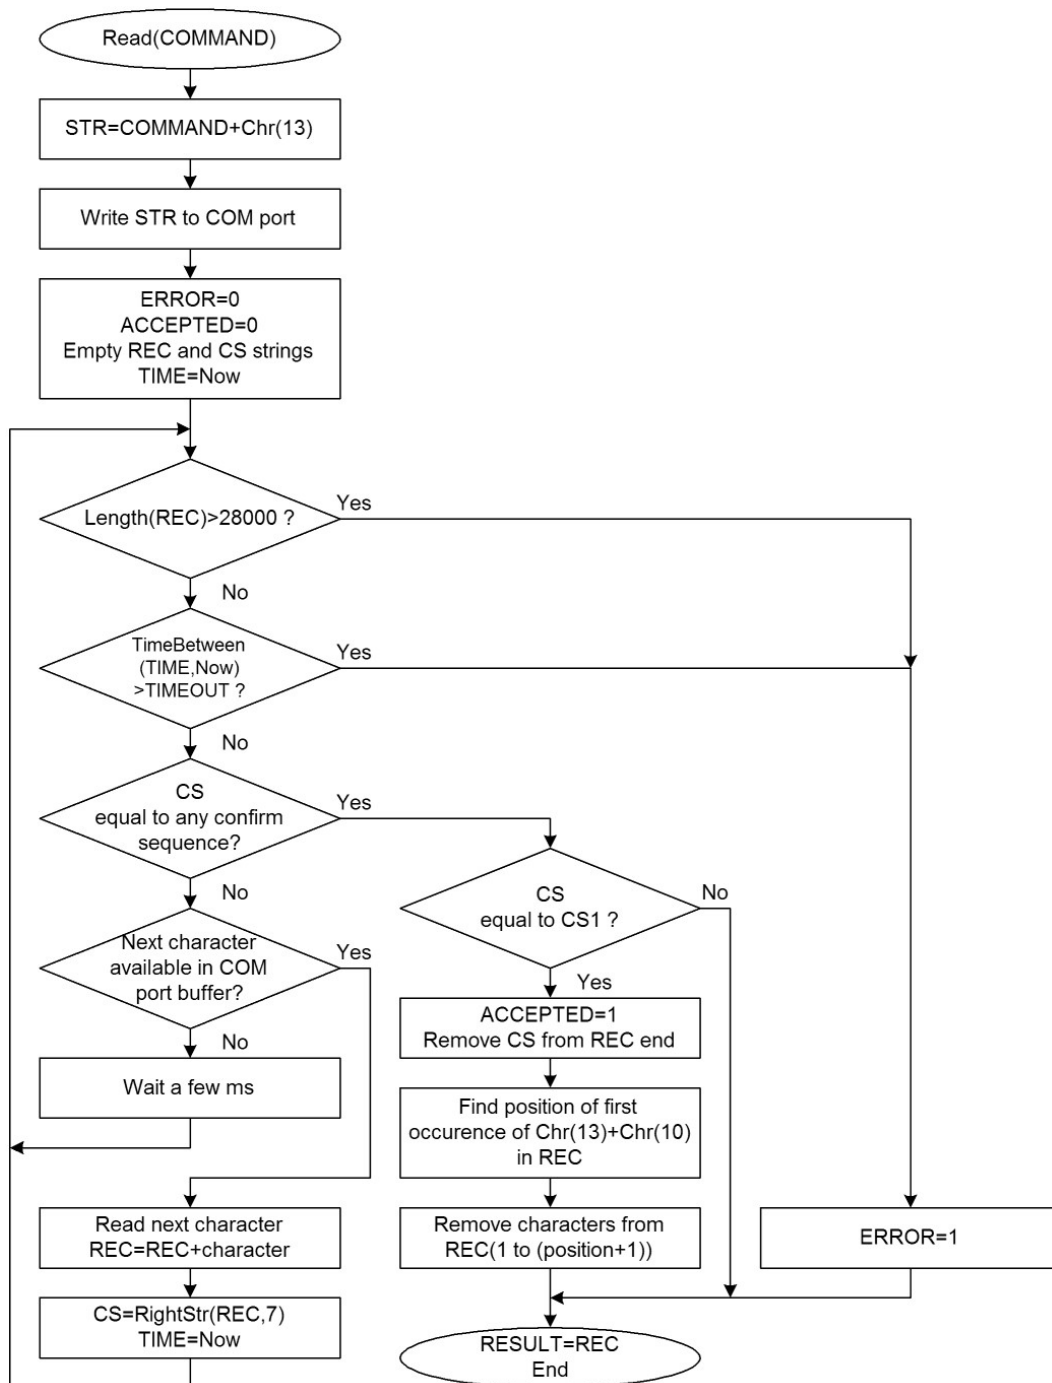 Read(COMMAND)
STR=COMMAND+Chr(13)
Write STR to COM port
ERROR=0
ACCEPTED=0
Empty REC and CS strings
TIME=Now
Length(REC)>28000 ?
Yes
No
TimeBetween
(TIME,Now)
>TIMEOUT ?
Yes
No
CS
equal to any confirm
sequence?
Yes
No
CS
equal to CS1 ?
No
Yes
Next character
available in COM
port buffer?
Yes
No
Wait a few ms
ACCEPTED=1
Remove CS from REC end
Find position of first
occurence of Chr(13)+Chr(10)
in REC
Read next character
REC=REC+character
Remove characters from
REC(1 to (position+1))
ERROR=1
CS=RightStr(REC,7)
TIME=Now
RESULT=REC
End